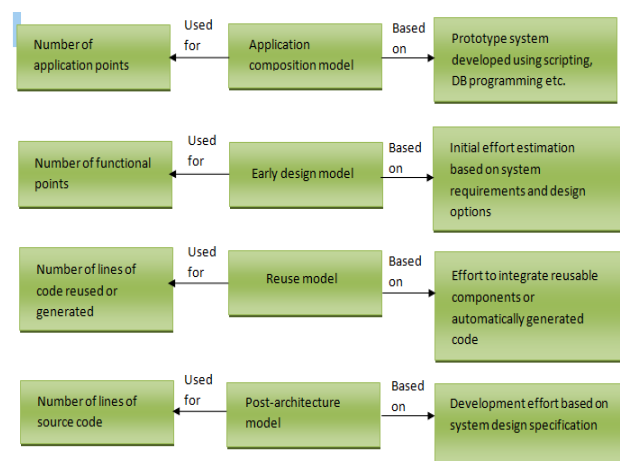 Number of
application points
Used
for
Application
composition model
Based
on
Prototype system
developed using scripting,
DB programming etc.
Number of functional
points
Used
for
Early design model
Based
on
Initial effort estimation
based on system
requirements and design
options
Number of lines of
code reused or
generated
Used
for
Reuse model
Based
on
Effort to integrate reusable
components or
automatically generated
code
Number of lines of
source code
Used
for
Post-architecture
model
Based
on
Development effort based on
system design specification